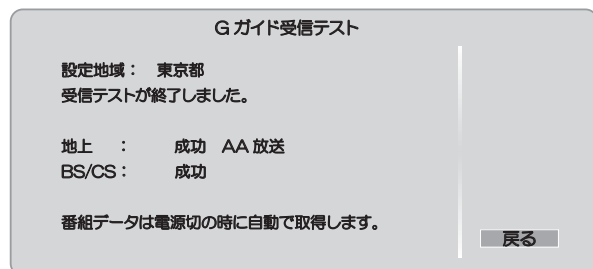 Gガイド受信テスト
設定地域： 東京都
受信テストが終了しました。
地上 ： 成功 AA放送
BS/CS： 成功
番組データは電源切の時に自動で取得します。
戻る